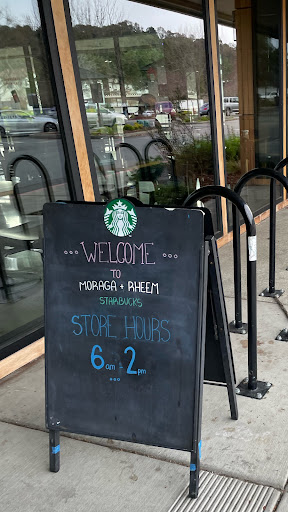 WELCOME
TO
MORAGA + RHEEM
STARBUCKS
STORE HOURS
6am - 2pm